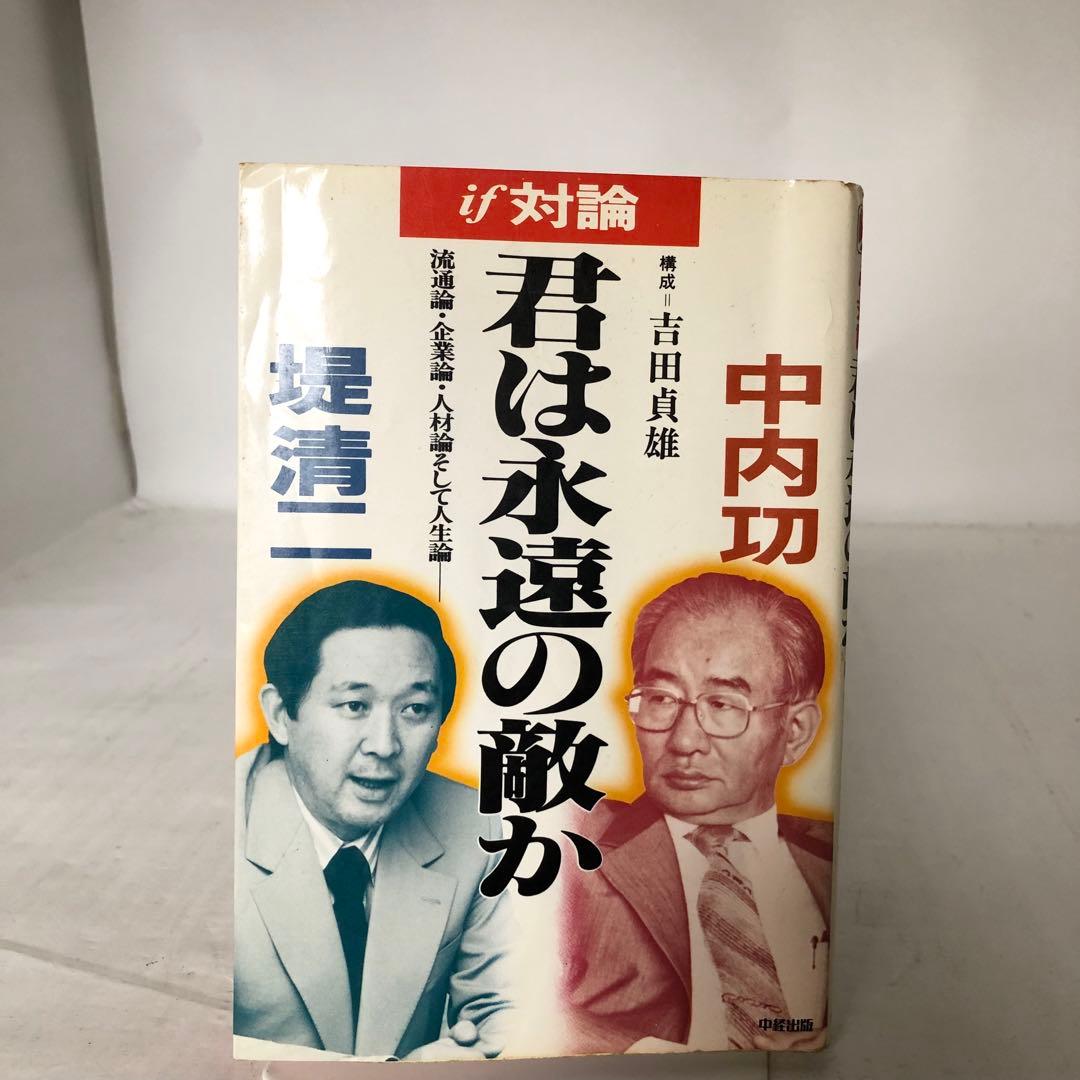 if 対論
構成＝吉田貞雄
中内㓛
君は永遠の敵か
流通論・企業論・人材論そして人生論──
堤清二
中経出版